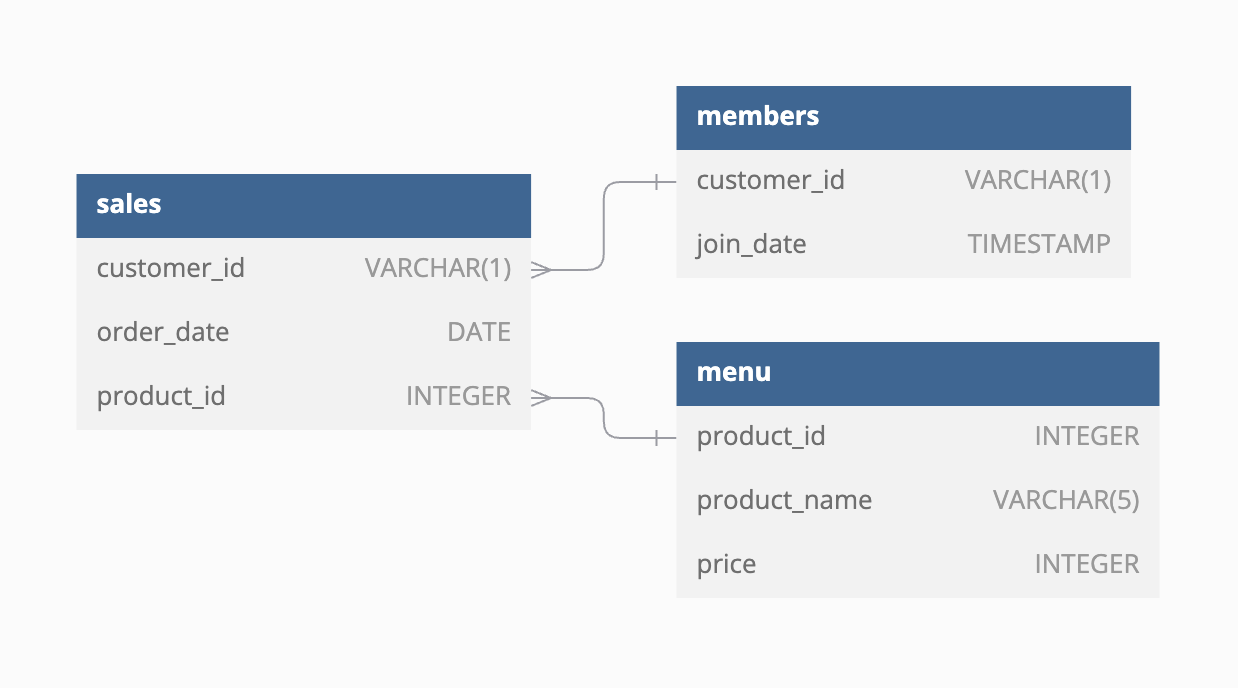 sales
customer_id VARCHAR(1)
order_date DATE
product_id INTEGER
members
customer_id VARCHAR(1)
join_date TIMESTAMP
menu
product_id INTEGER
product_name VARCHAR(5)
price INTEGER